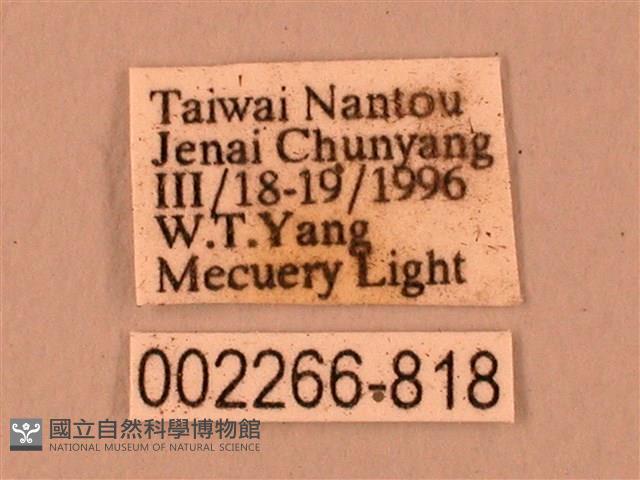 Taiwai Nantou
Jenai Chunyang
III/18-19/1996
W.T.Yang
Mecuery Light
002266-818
國立自然科學博物館
NATIONAL MUSEUM OF NATURAL SCIENCE